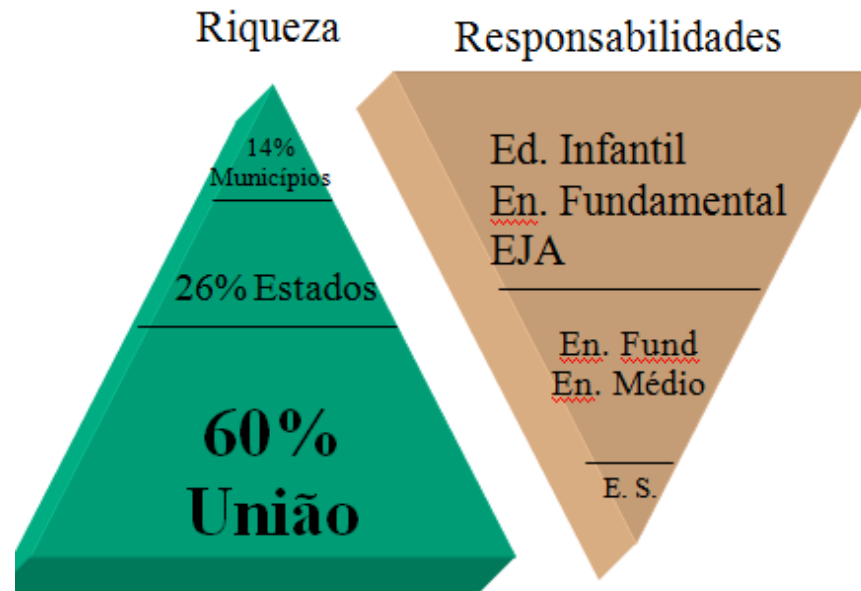 Riqueza
Responsabilidades
14%
Municípios
26% Estados
60%
União
Ed. Infantil
En. Fundamental
EJA
En. Fund
En. Médio
E. S.